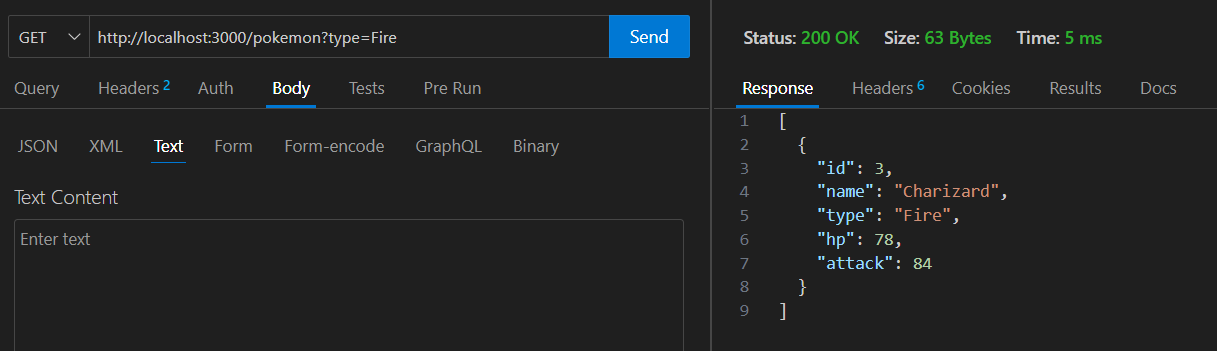 GET http://localhost:3000/pokemon?type=Fire Send
Query Headers 2 Auth Body Tests Pre Run
JSON XML Text Form Form-encode GraphQL Binary
Text Content
Enter text
Status: 200 OK Size: 63 Bytes Time: 5 ms
Response Headers 6 Cookies Results Docs
1 [
2 {
3 "id": 3,
4 "name": "Charizard",
5 "type": "Fire",
6 "hp": 78,
7 "attack": 84
8 }
9 ]